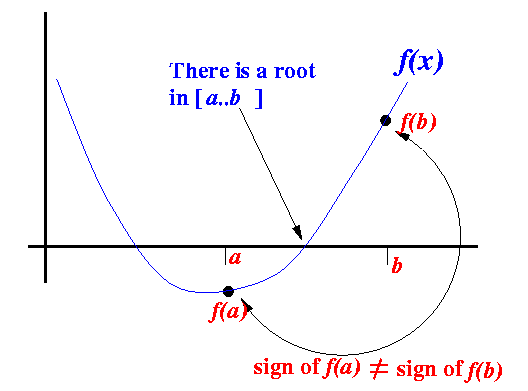 f(x)
There is a root
in [ a..b ]
f(b)
a
b
f(a)
sign of f(a) ≠ sign of f(b)